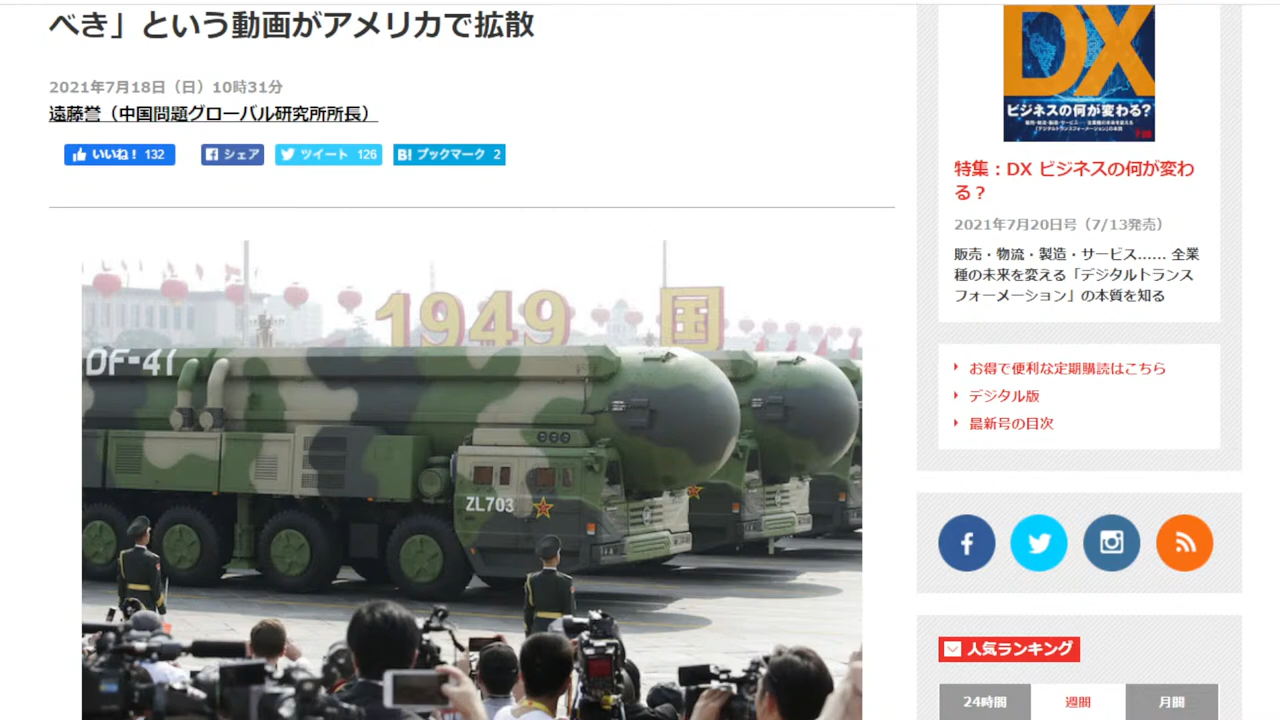 べき」という動画がアメリカで拡散
2021年7月18日（日）10時31分
遠藤誉（中国問題グローバル研究所所長）
いいね！ 132
シェア
ツイート 126
B! ブックマーク 2
1949 国
DF-41
ZL703
DX
ビジネスの何が変わる?
特集：DX ビジネスの何が変わ
る？
2021年7月20日号（7/13発売）
販売・物流・製造・サービス…… 全業
種の未来を変える「デジタルトランス
フォーメーション」の本質を知る
お得で便利な定期購読はこちら
デジタル版
最新号の目次
人気ランキング
24時間
週間
月間